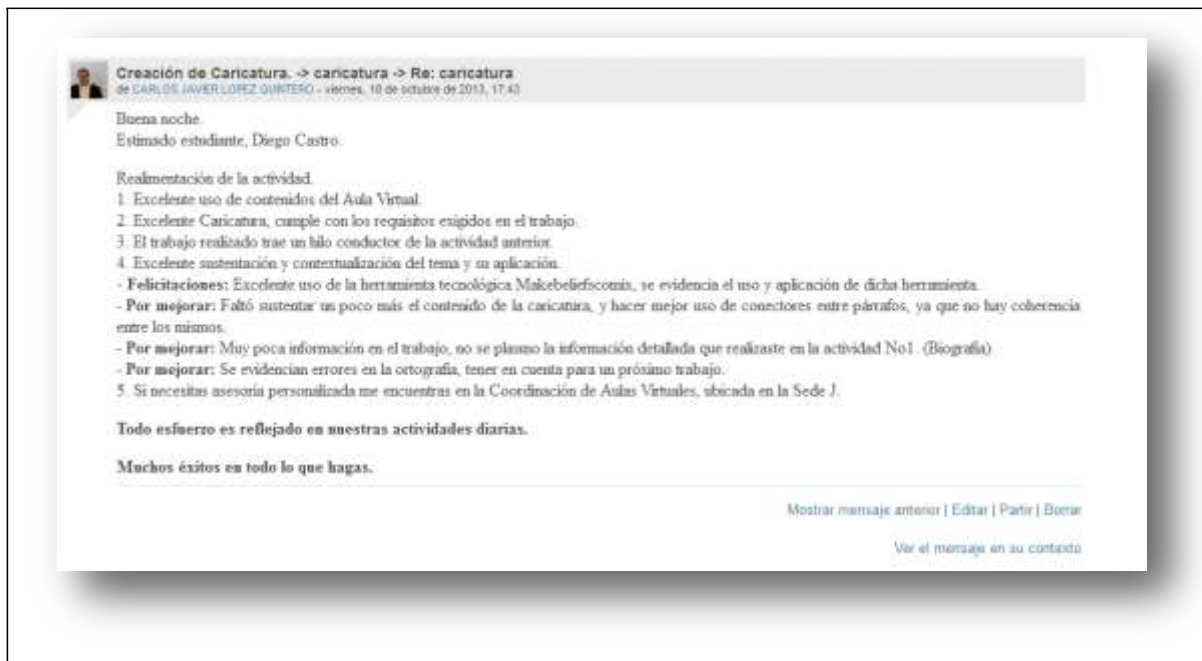 Creación de Caricatura. -> caricatura -> Re: caricatura
de CARLOS JAVIER LOPEZ QUINTERO - viernes, 18 de octubre de 2013, 17:43
Buena noche.
Estimado estudiante, Diego Castro.
Realimentación de la actividad.
1. Excelente uso de contenidos del Aula Virtual.
2. Excelente Caricatura, cumple con los requisitos exigidos en el trabajo.
3. El trabajo realizado trae un hilo conductor de la actividad anterior.
4. Excelente sustentación y contextualización del tema y su aplicación.
- Felicitaciones: Excelente uso de la herramienta tecnológica Makebeliefscomix, se evidencia el uso y aplicación de dicha herramienta.
- Por mejorar: Faltó sustentar un poco más el contenido de la caricatura, y hacer mejor uso de conectores entre párrafos, ya que no hay coherencia
entre los mismos.
- Por mejorar: Muy poca información en el trabajo, no se plasmo la información detallada que realizaste en la actividad No1. (Biografía)
- Por mejorar: Se evidencian errores en la ortografía, tener en cuenta para un próximo trabajo.
5. Si necesitas asesoría personalizada me encuentras en la Coordinación de Aulas Virtuales, ubicada en la Sede J.
Todo esfuerzo es reflejado en nuestras actividades diarias.
Muchos éxitos en todo lo que hagas.
Mostrar mensaje anterior | Editar | Partir | Borrar
Ver el mensaje en su contexto